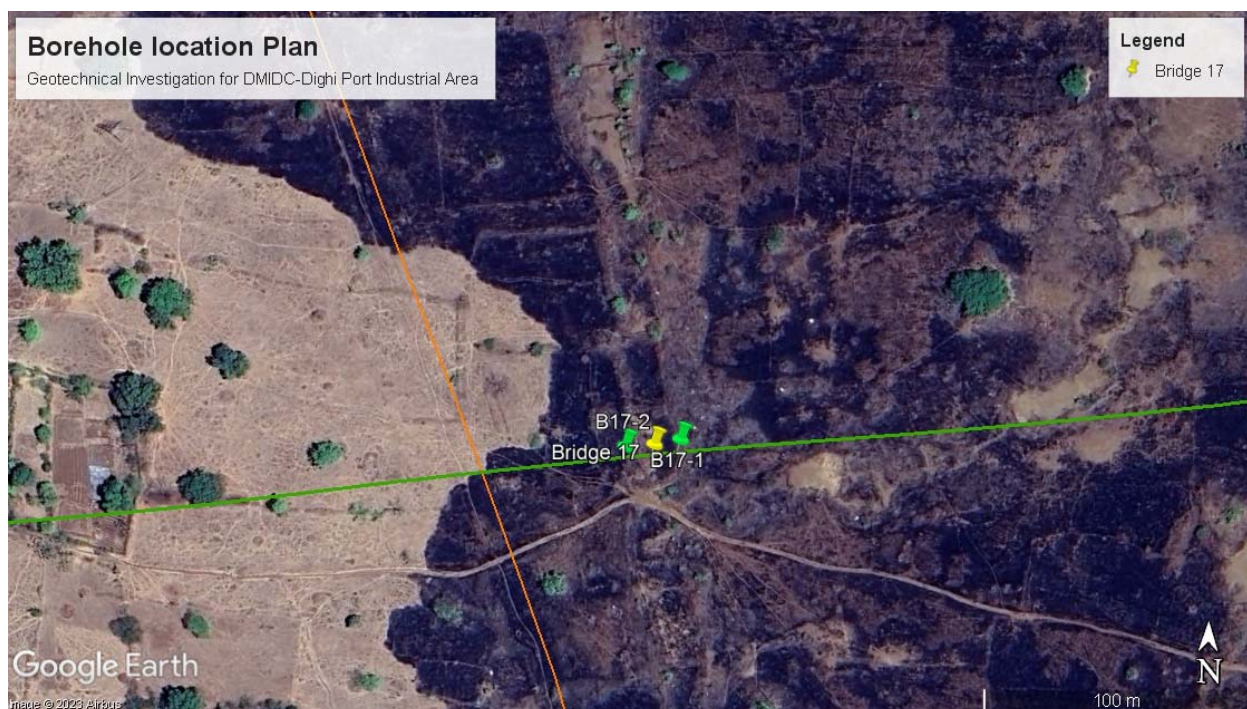 Borehole location Plan
Geotechnical Investigation for DMIDC-Dighi Port Industrial Area
Legend
Bridge 17
B17-2
Bridge 17
B17-1
Google Earth
N
100 m
Image © 2023 Airbus